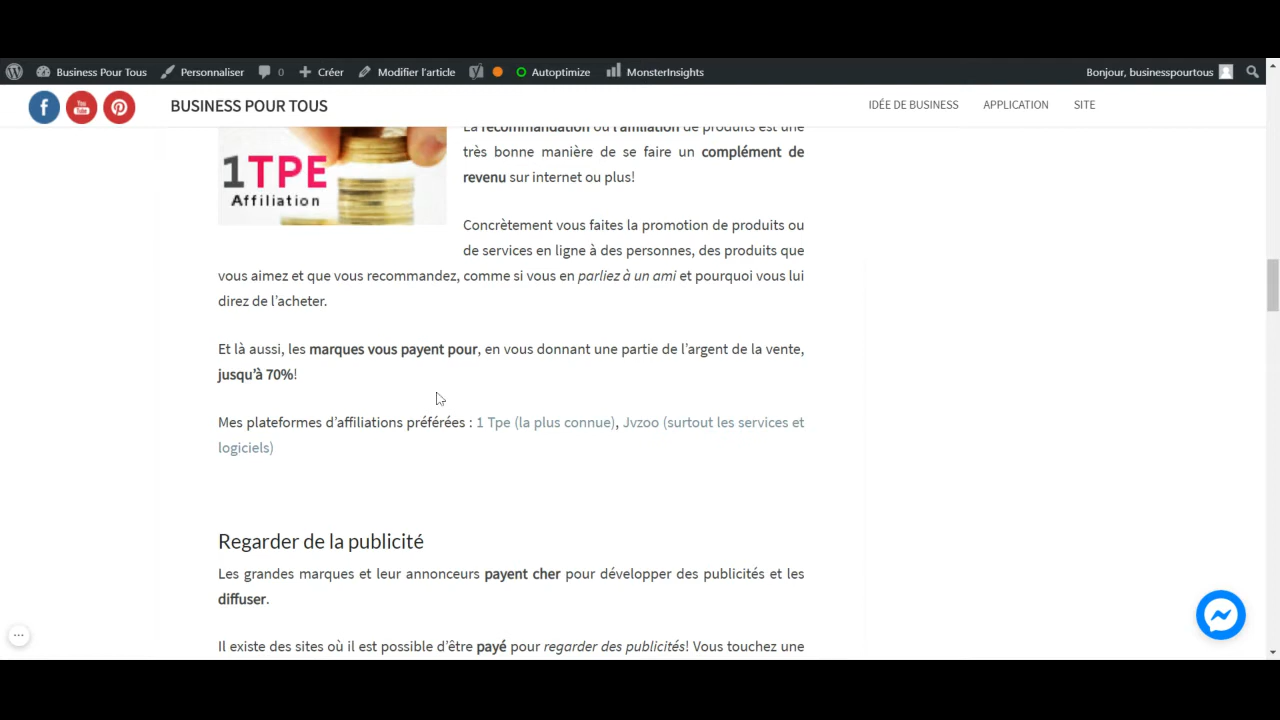 Business Pour Tous Personnaliser 0 Créer Modifier l'article Autoptimize MonsterInsights Bonjour, businesspourtous
BUSINESS POUR TOUS IDÉE DE BUSINESS APPLICATION SITE
La recommandation ou l'affiliation de produits est une
très bonne manière de se faire un complément de
revenu sur internet ou plus!
1TPE
Affiliation
Concrètement vous faites la promotion de produits ou
de services en ligne à des personnes, des produits que
vous aimez et que vous recommandez, comme si vous en parliez à un ami et pourquoi vous lui
direz de l'acheter.
Et là aussi, les marques vous payent pour, en vous donnant une partie de l'argent de la vente,
jusqu'à 70%!
Mes plateformes d'affiliations préférées : 1 Tpe (la plus connue), Jvzoo (surtout les services et
logiciels)
Regarder de la publicité
Les grandes marques et leur annonceurs payent cher pour développer des publicités et les
diffuser.
Il existe des sites où il est possible d'être payé pour regarder des publicités! Vous touchez une